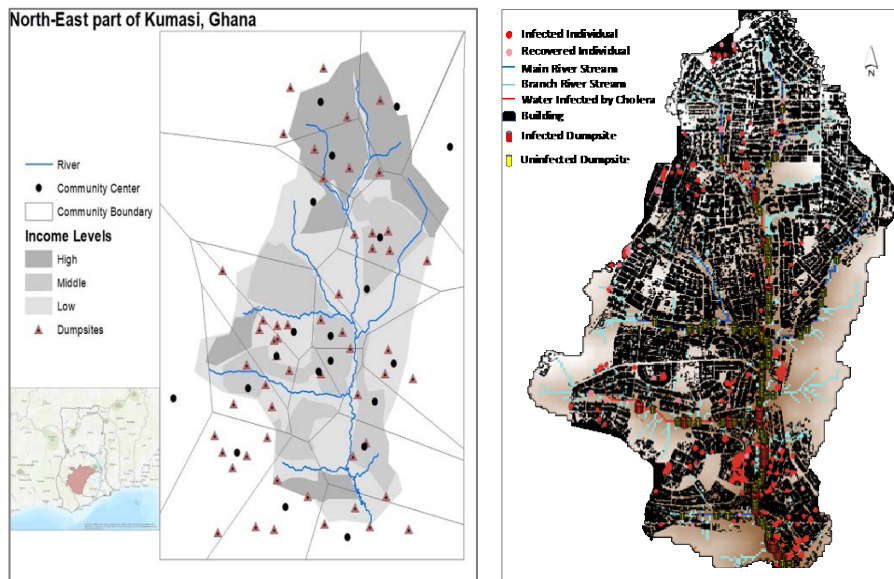 North-East part of Kumasi, Ghana
River
Community Center
Community Boundary
Income Levels
High
Middle
Low
Dumpsites
Infected Individual
Recovered Individual
Main River Stream
Branch River Stream
Water Infected by Cholera
Building
Infected Dumpsite
Uninfected Dumpsite
N